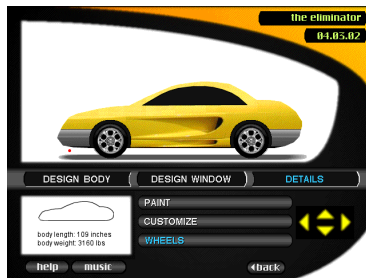 the eliminator
04.05.02
DESIGN BODY
DESIGN WINDOW
DETAILS
PAINT
CUSTOMIZE
WHEELS
body length: 109 inches
body weight: 3160 lbs
help
music
back